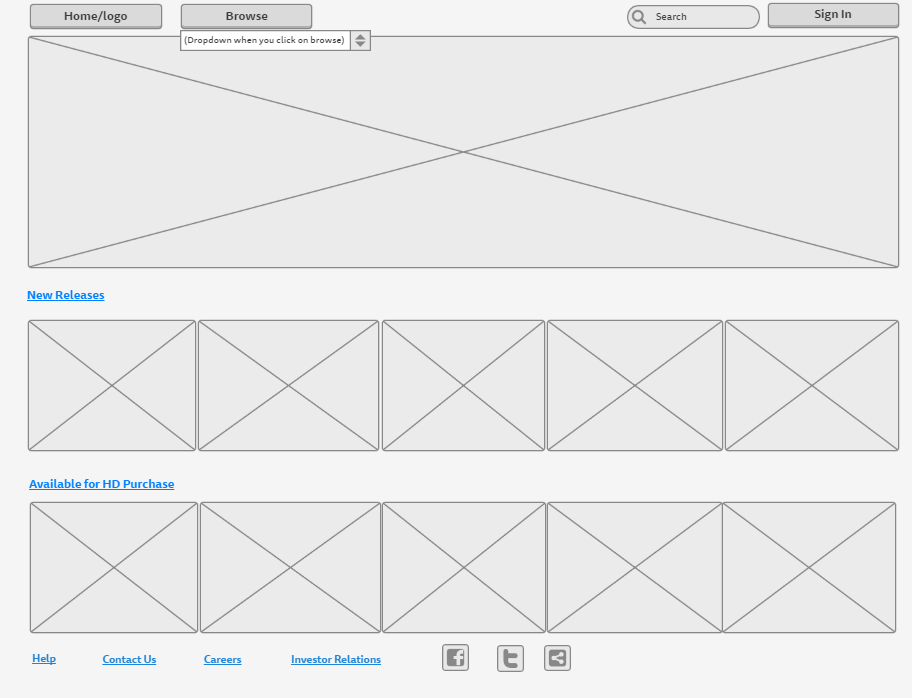 Home/logo
Browse
Search
Sign In
(Dropdown when you click on browse)
New Releases
Available for HD Purchase
Help
Contact Us
Careers
Investor Relations